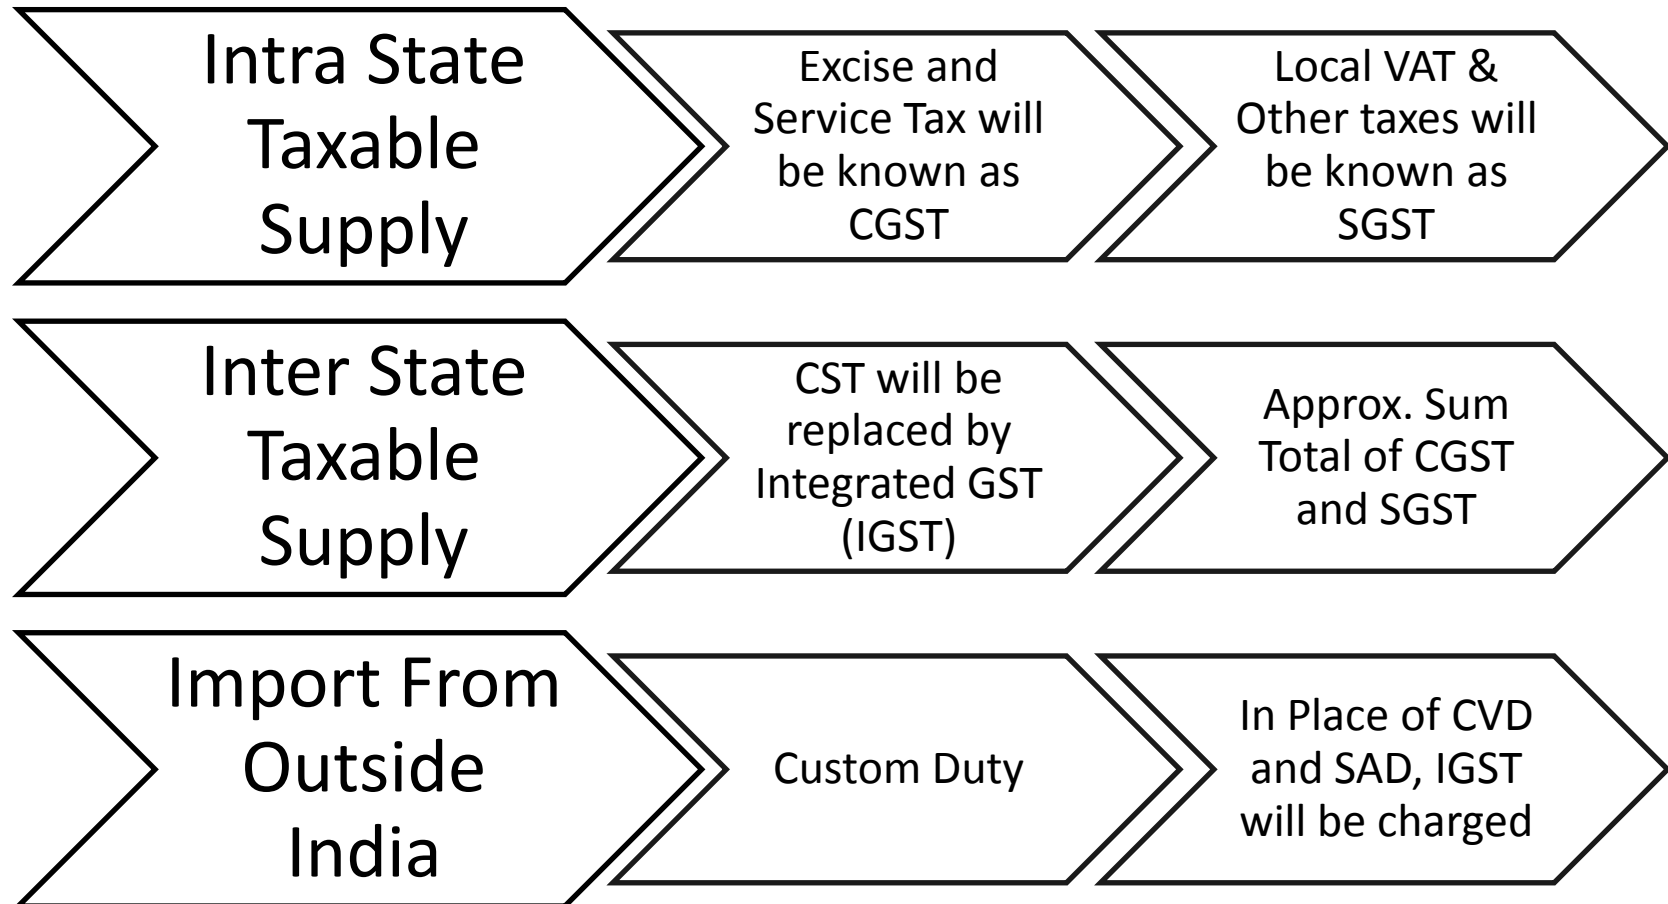 Intra State
Taxable
Supply
Excise and
Service Tax will
be known as
CGST
Local VAT &
Other taxes will
be known as
SGST
Inter State
Taxable
Supply
CST will be
replaced by
Integrated GST
(IGST)
Approx. Sum
Total of CGST
and SGST
Import From
Outside
India
Custom Duty
In Place of CVD
and SAD, IGST
will be charged